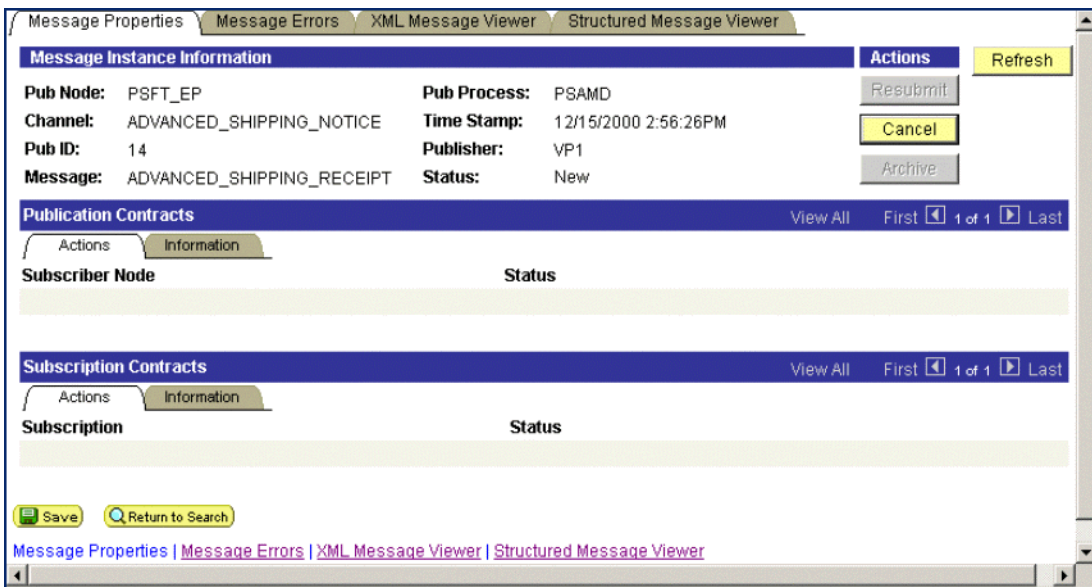 Message Properties Message Errors XML Message Viewer Structured Message Viewer
Message Instance Information Actions Refresh
Pub Node: PSFT_EP Pub Process: PSAMD Resubmit
Channel: ADVANCED_SHIPPING_NOTICE Time Stamp: 12/15/2000 2:56:26PM Cancel
Pub ID: 14 Publisher: VP1
Message: ADVANCED_SHIPPING_RECEIPT Status: New Archive
Publication Contracts View All First 1 of 1 Last
Actions Information
Subscriber Node Status
Subscription Contracts View All First 1 of 1 Last
Actions Information
Subscription Status
Save Return to Search
Message Properties | Message Errors | XML Message Viewer | Structured Message Viewer